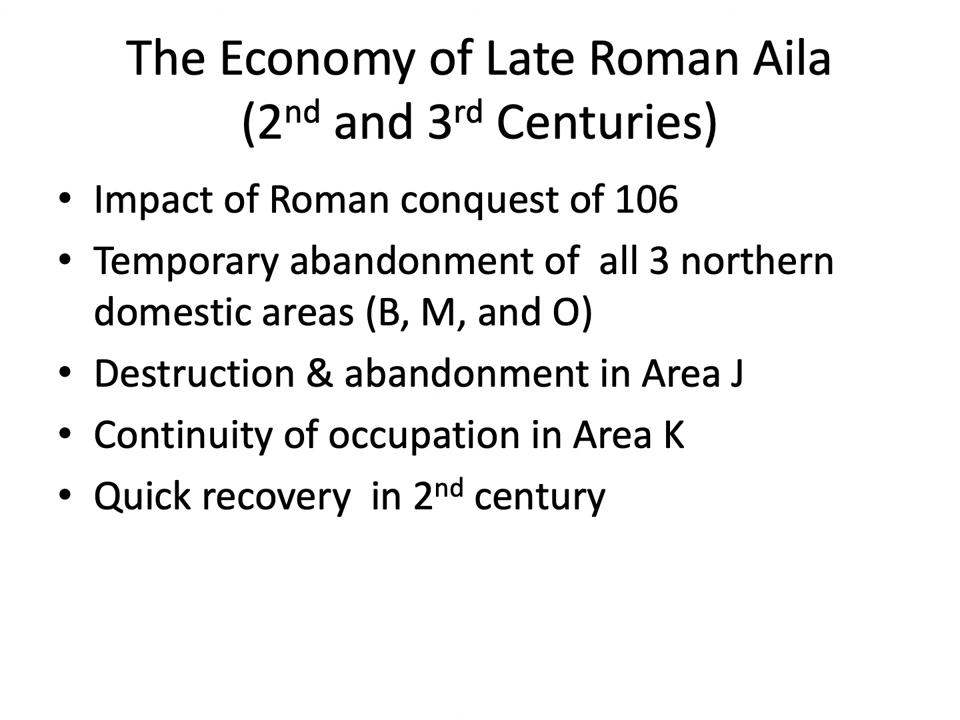 The Economy of Late Roman Aila
(2nd and 3rd Centuries)
• Impact of Roman conquest of 106
• Temporary abandonment of  all 3 northern
domestic areas (B, M, and O)
• Destruction & abandonment in Area J
• Continuity of occupation in Area K
• Quick recovery  in 2nd century